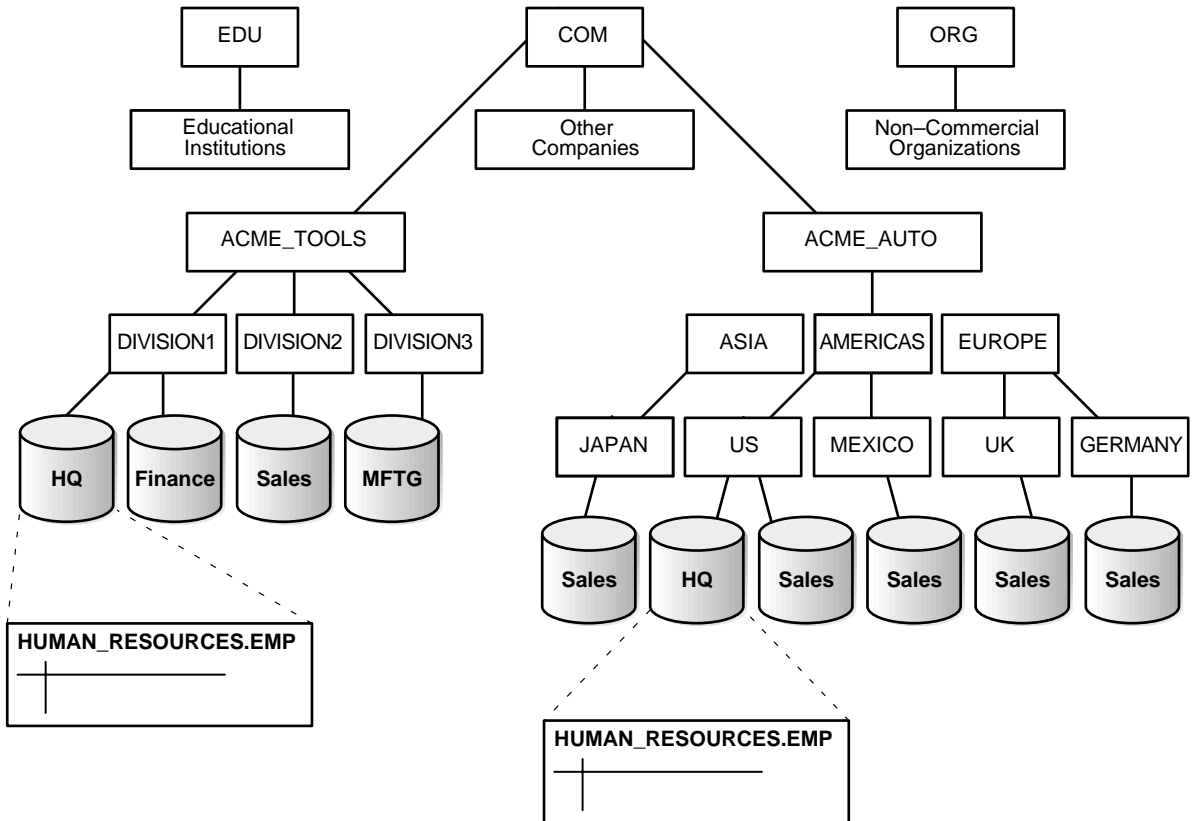 EDU
COM
ORG
Educational
Institutions
Other
Companies
Non–Commercial
Organizations
ACME_TOOLS
ACME_AUTO
DIVISION1
DIVISION2
DIVISION3
ASIA
AMERICAS
EUROPE
HQ
Finance
Sales
MFTG
JAPAN
US
MEXICO
UK
GERMANY
Sales
HQ
Sales
Sales
Sales
Sales
HUMAN_RESOURCES.EMP
HUMAN_RESOURCES.EMP